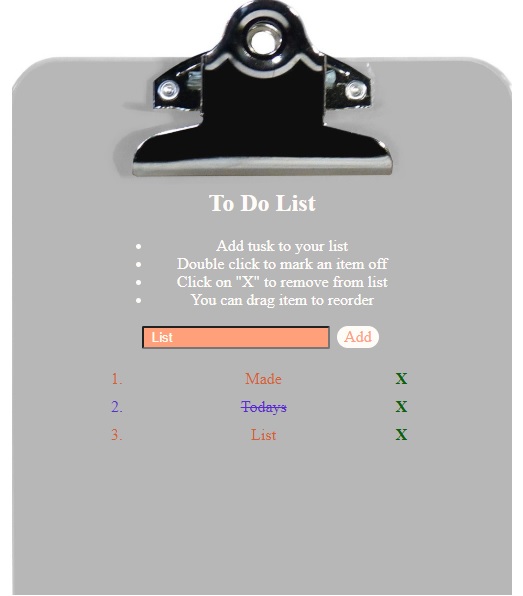 To Do List
• Add tusk to your list
• Double click to mark an item off
• Click on "X" to remove from list
• You can drag item to reorder
List Add
1. Made X
2. Todays X
3. List X